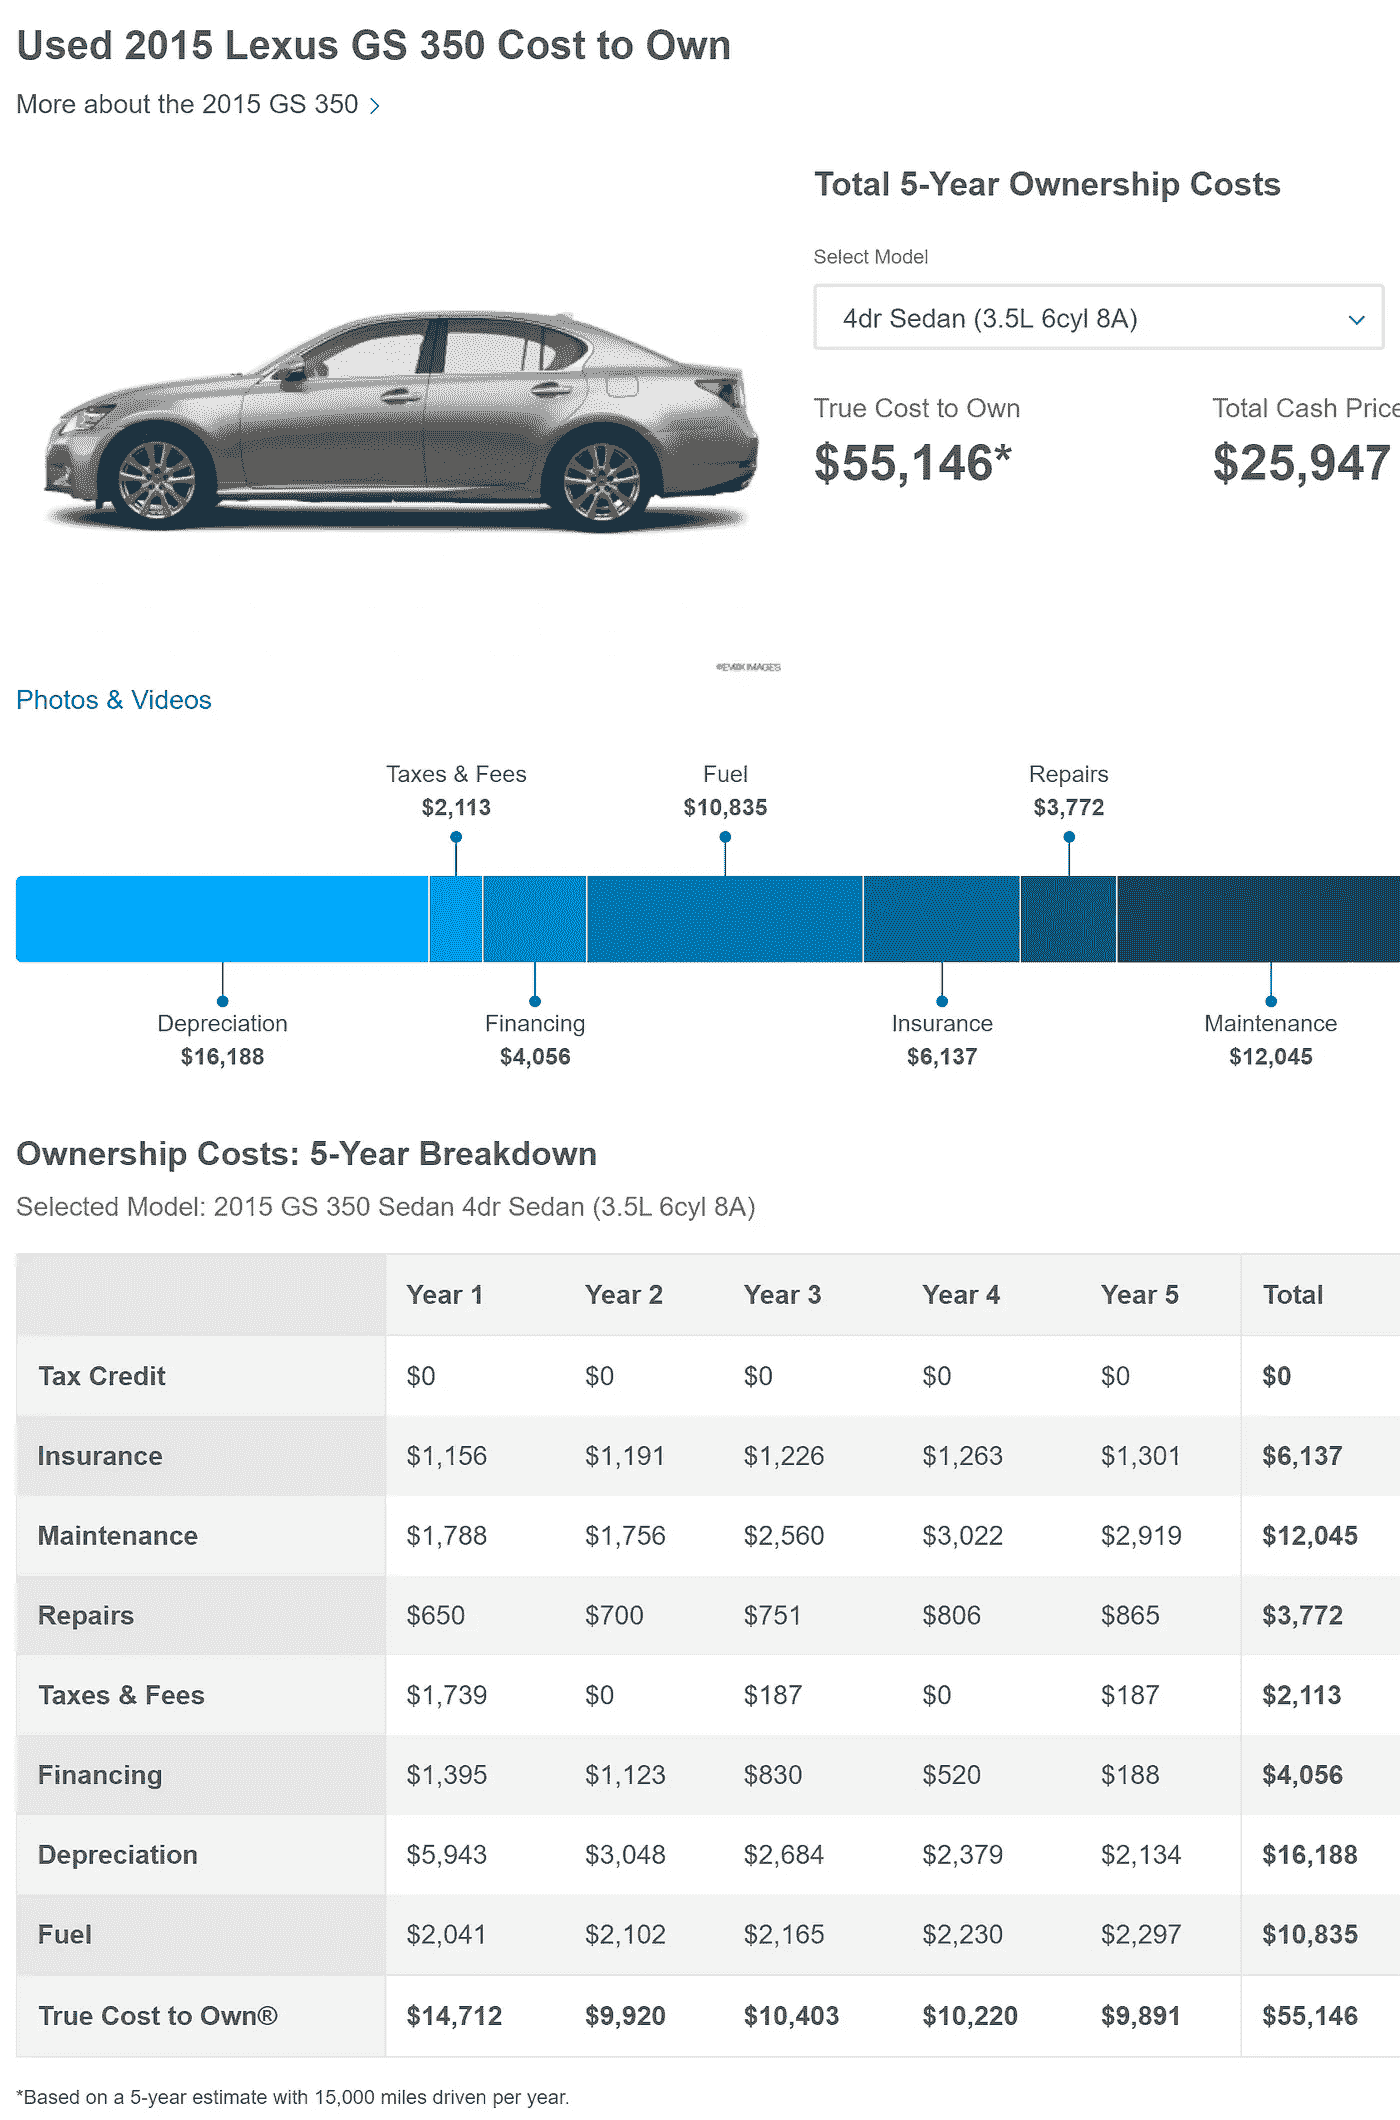 Used 2015 Lexus GS 350 Cost to Own
More about the 2015 GS 350 >
Total 5-Year Ownership Costs
Select Model
4dr Sedan (3.5L 6cyl 8A)
True Cost to Own Total Cash Price
$55,146* $25,947
©EVOX IMAGES
Photos & Videos
Taxes & Fees Fuel Repairs
$2,113 $10,835 $3,772
Depreciation Financing Insurance Maintenance
$16,188 $4,056 $6,137 $12,045
Ownership Costs: 5-Year Breakdown
Selected Model: 2015 GS 350 Sedan 4dr Sedan (3.5L 6cyl 8A)
Year 1 Year 2 Year 3 Year 4 Year 5 Total
Tax Credit $0 $0 $0 $0 $0 $0
Insurance $1,156 $1,191 $1,226 $1,263 $1,301 $6,137
Maintenance $1,788 $1,756 $2,560 $3,022 $2,919 $12,045
Repairs $650 $700 $751 $806 $865 $3,772
Taxes & Fees $1,739 $0 $187 $0 $187 $2,113
Financing $1,395 $1,123 $830 $520 $188 $4,056
Depreciation $5,943 $3,048 $2,684 $2,379 $2,134 $16,188
Fuel $2,041 $2,102 $2,165 $2,230 $2,297 $10,835
True Cost to Own® $14,712 $9,920 $10,403 $10,220 $9,891 $55,146
*Based on a 5-year estimate with 15,000 miles driven per year.